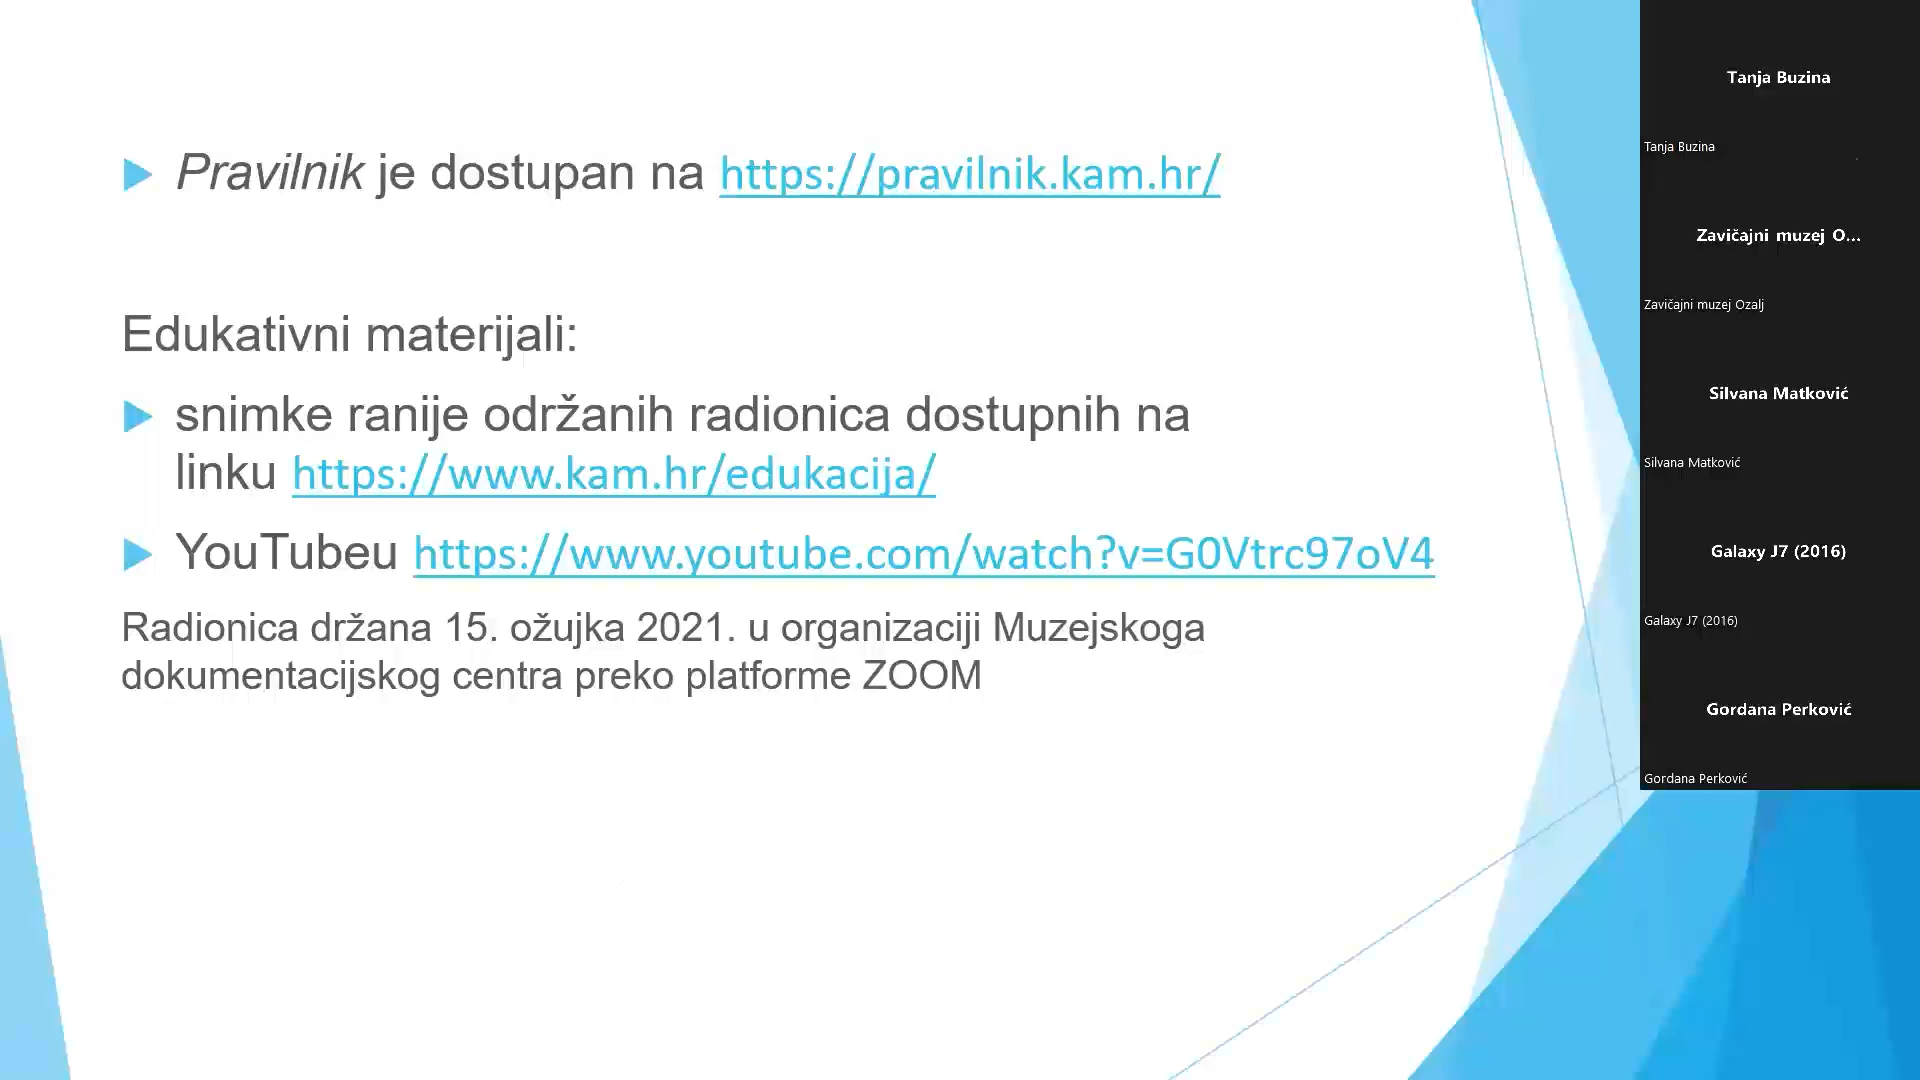 Pravilnik je dostupan na https://pravilnik.kam.hr/
Edukativni materijali:
snimke ranije održanih radionica dostupnih na
linku https://www.kam.hr/edukacija/
YouTubeu https://www.youtube.com/watch?v=G0Vtrc97oV4
Radionica držana 15. ožujka 2021. u organizaciji Muzejskoga
dokumentacijskog centra preko platforme ZOOM
Tanja Buzina
Tanja Buzina
Zavičajni muzej O...
Zavičajni muzej Ozalj
Silvana Matković
Silvana Matković
Galaxy J7 (2016)
Galaxy J7 (2016)
Gordana Perković
Gordana Perković